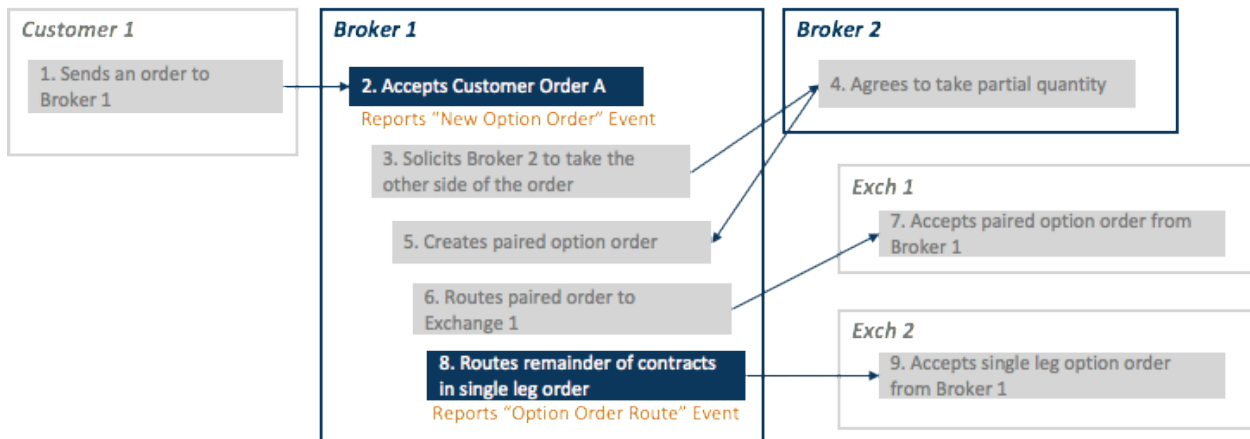 Customer 1
1. Sends an order to
Broker 1
Broker 1
2. Accepts Customer Order A
Reports "New Option Order" Event
3. Solicits Broker 2 to take the
other side of the order
5. Creates paired option order
6. Routes paired order to
Exchange 1
8. Routes remainder of contracts
in single leg order
Reports "Option Order Route" Event
Broker 2
4. Agrees to take partial quantity
Exch 1
7. Accepts paired option order from
Broker 1
Exch 2
9. Accepts single leg option order
from Broker 1